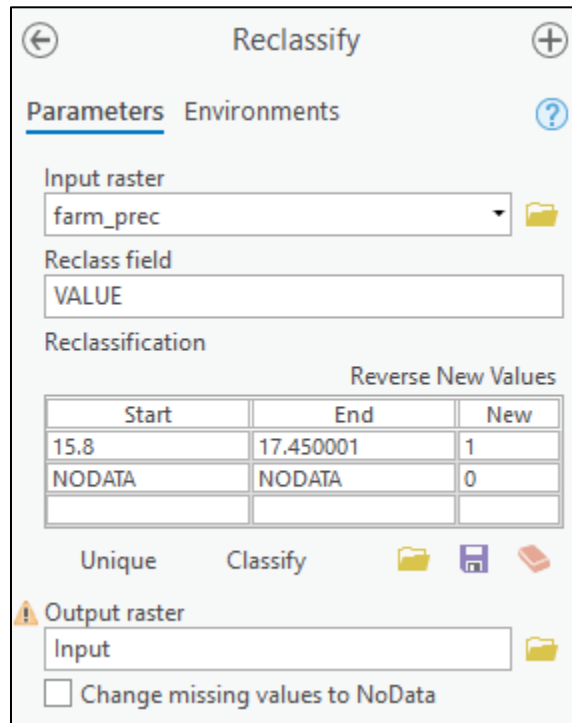 Reclassify
Parameters Environments
?
Input raster
farm_prec
Reclass field
VALUE
Reclassification
Reverse New Values
Start End New
15.8 17.450001 1
NODATA NODATA 0
Unique Classify
Output raster
Input
Change missing values to NoData